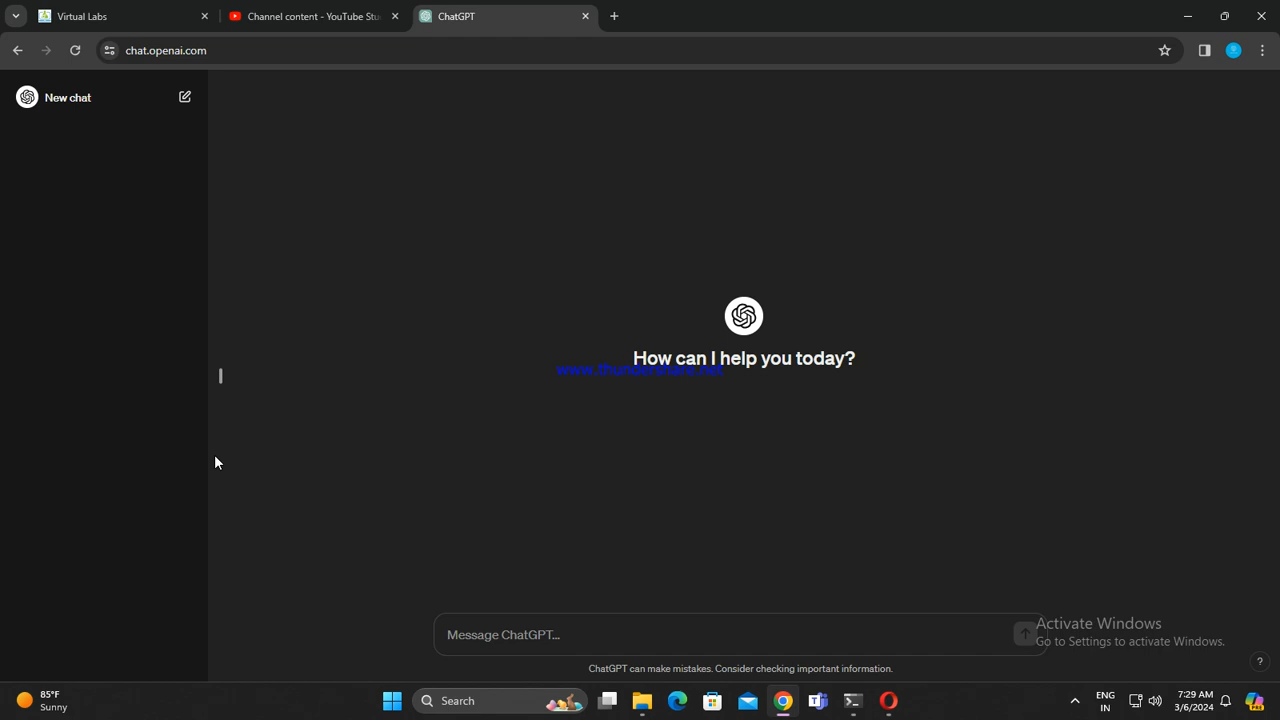 Virtual Labs
Channel content - YouTube Stu
ChatGPT
chat.openai.com
New chat
How can I help you today?
www.thundershare.net
Message ChatGPT...
Activate Windows
Go to Settings to activate Windows.
ChatGPT can make mistakes. Consider checking important information.
?
85°F
Sunny
Search
ENG
IN
7:29 AM
3/6/2024